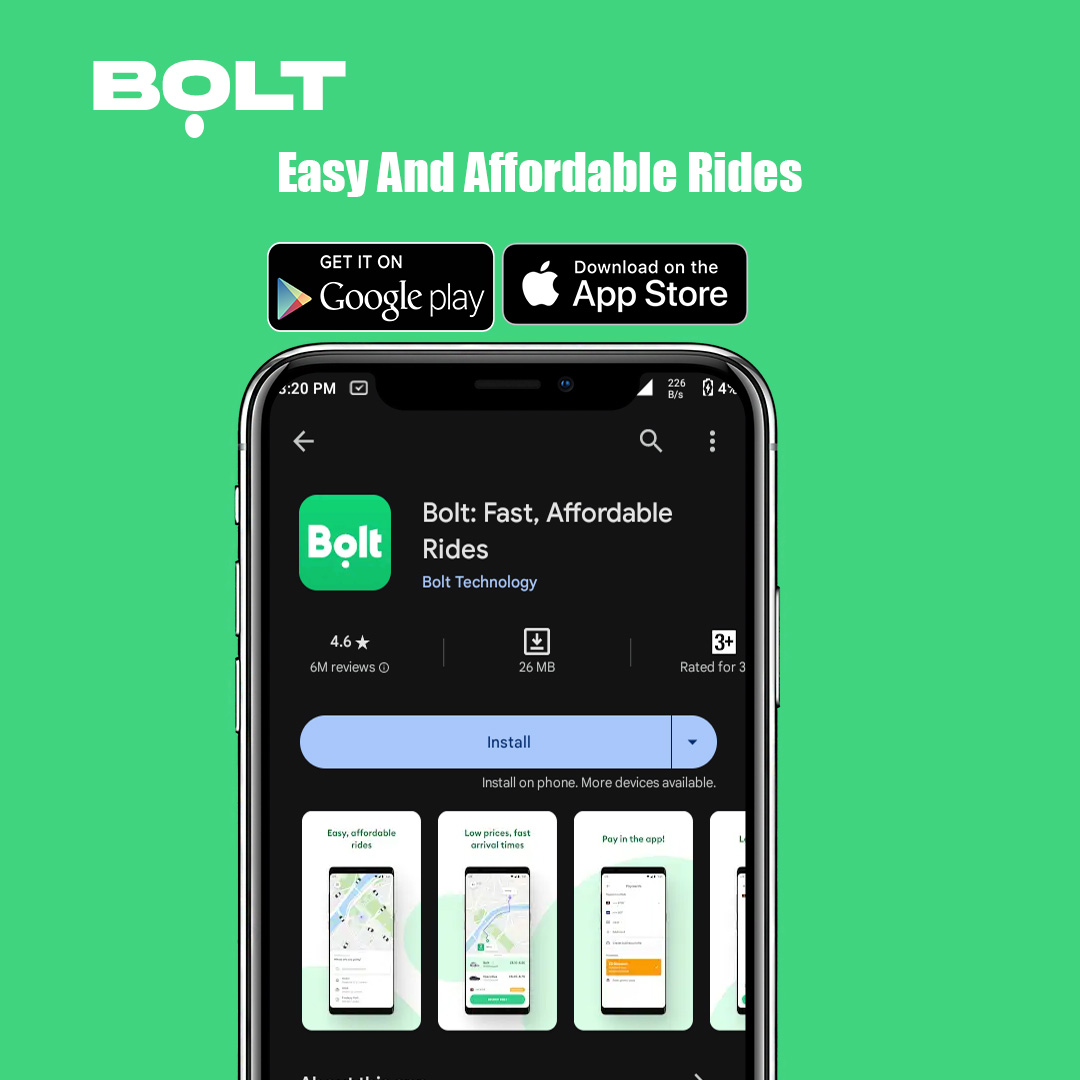 BOLT
Easy And Affordable Rides
GET IT ON
Google play
Download on the
App Store
3:20 PM
226
B/s
4%
Bolt
Bolt: Fast, Affordable
Rides
Bolt Technology
4.6 ★
6M reviews
26 MB
3+
Rated for 3
Install
Install on phone. More devices available.
Easy, affordable
rides
Low prices, fast
arrival times
Pay in the app!